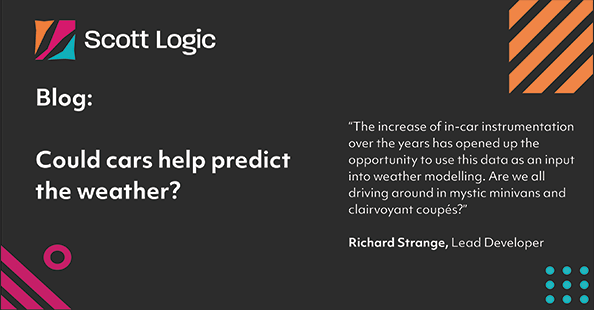 Scott Logic
Blog:
Could cars help predict
the weather?
“The increase of in-car instrumentation
over the years has opened up the
opportunity to use this data as an input
into weather modelling. Are we all
driving around in mystic minivans and
clairvoyant coupés?”
Richard Strange, Lead Developer